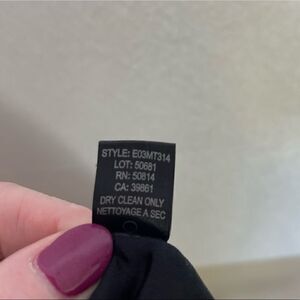 STYLE: E03MT314
LOT: 50681
RN: 50814
CA: 39861
DRY CLEAN ONLY
NETTOYAGE A SEC